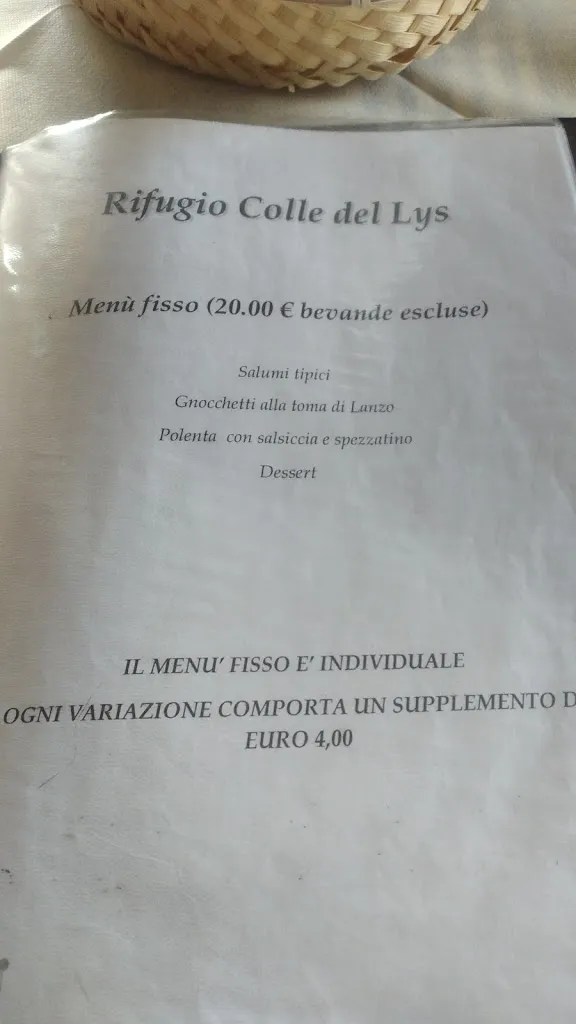 Rifugio Colle del Lys
Menù fisso (20.00 € bevande escluse)
Salumi tipici
Gnocchetti alla toma di Lanzo
Polenta con salsiccia e spezzatino
Dessert
IL MENU' FISSO E' INDIVIDUALE
OGNI VARIAZIONE COMPORTA UN SUPPLEMENTO D
EURO 4,00